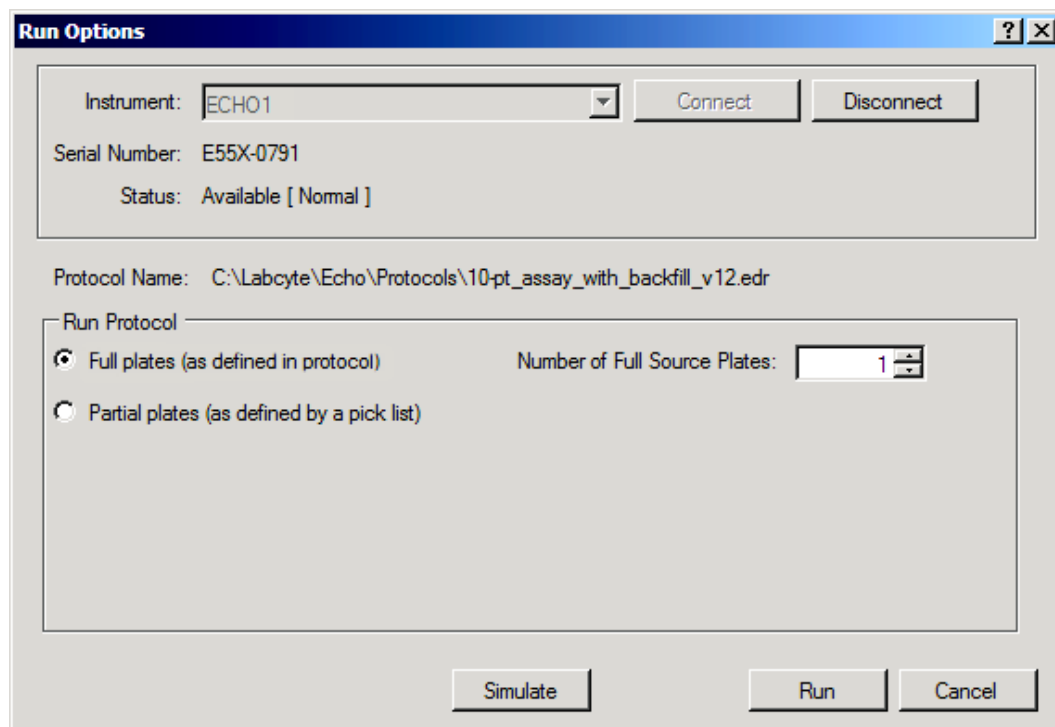 Run Options
Instrument: ECHO1 Connect Disconnect
Serial Number: E55X-0791
Status: Available [ Normal ]
Protocol Name: C:\Labcyte\Echo\Protocols\10-pt_assay_with_backfill_v12.edr
Run Protocol
Full plates (as defined in protocol) Number of Full Source Plates: 1
Partial plates (as defined by a pick list)
Simulate Run Cancel